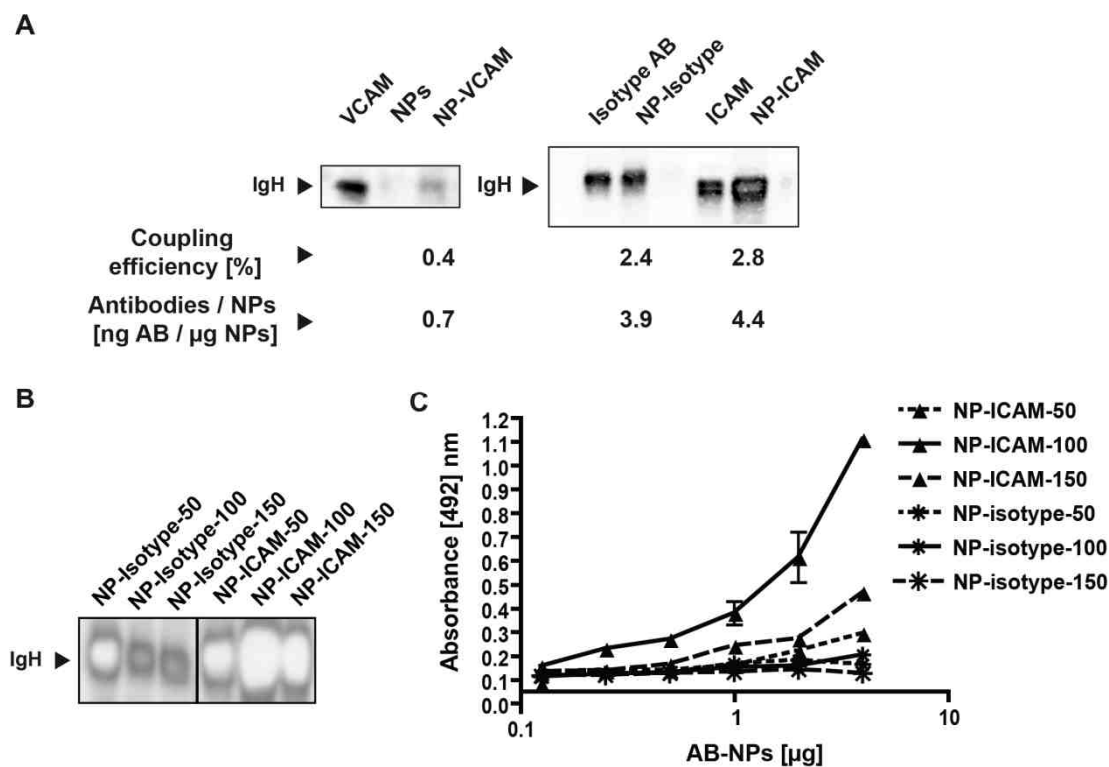 A
VCAM
NPs
NP-VCAM
Isotype AB
NP-Isotype
ICAM
NP-ICAM
IgH
IgH
Coupling
efficiency [%]
0.4
2.4
2.8
Antibodies / NPs
[ng AB / µg NPs]
0.7
3.9
4.4
B
NP-Isotype-50
NP-Isotype-100
NP-Isotype-150
NP-ICAM-50
NP-ICAM-100
NP-ICAM-150
IgH
C
Absorbance [492] nm
1.2
1.1
1.0
0.9
0.8
0.7
0.6
0.5
0.4
0.3
0.2
0.1
0.0
0.1
1
10
AB-NPs [µg]
NP-ICAM-50
NP-ICAM-100
NP-ICAM-150
NP-isotype-50
NP-isotype-100
NP-isotype-150